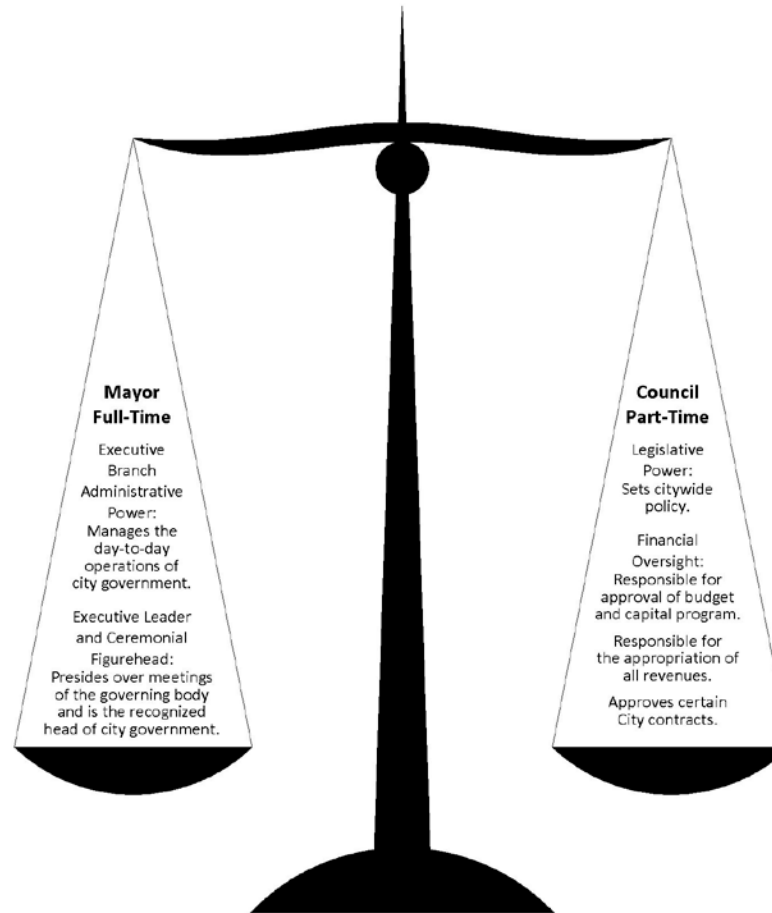 Mayor
Full-Time
Executive
Branch
Administrative
Power:
Manages the
day-to-day
operations of
city government.
Executive Leader
and Ceremonial
Figurehead:
Presides over meetings
of the governing body
and is the recognized
head of city government.
Council
Part-Time
Legislative
Power:
Sets citywide
policy.
Financial
Oversight:
Responsible for
approval of budget
and capital program.
Responsible for
the appropriation of
all revenues.
Approves certain
City contracts.